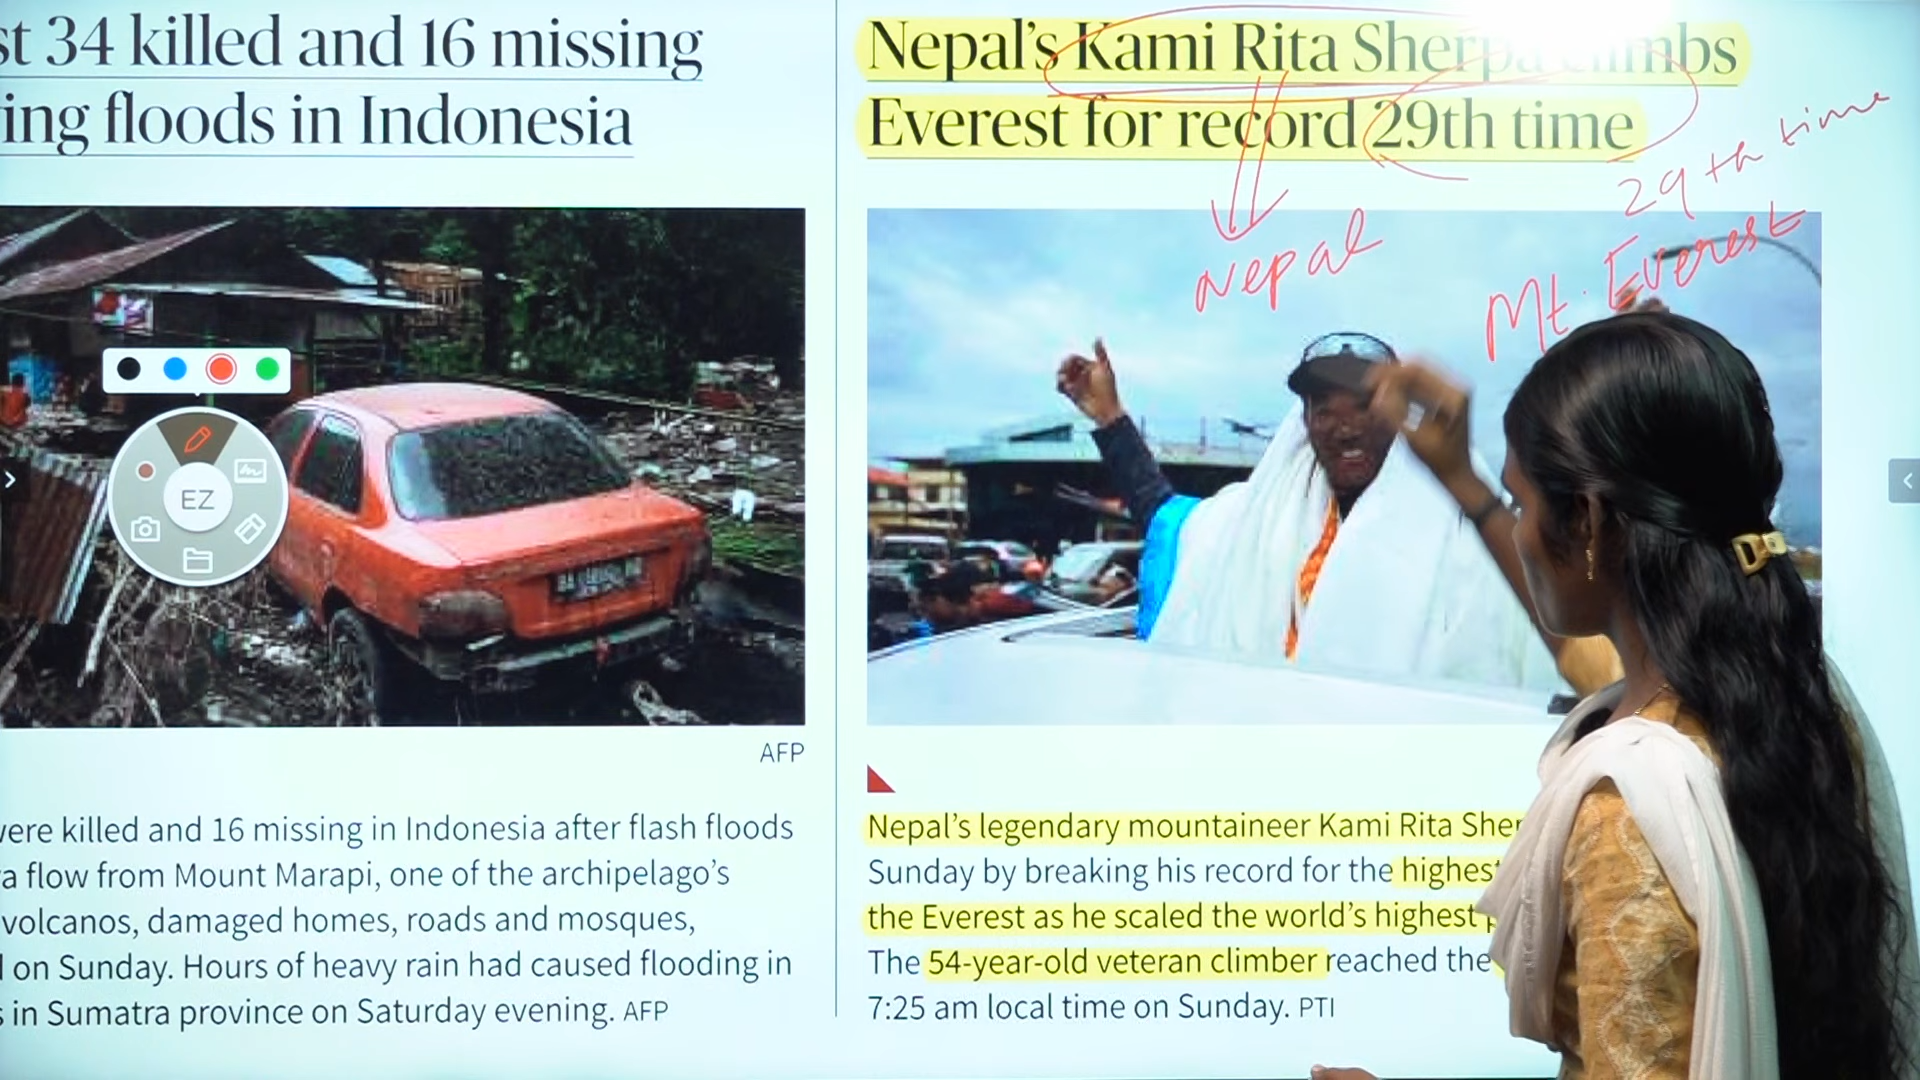 st 34 killed and 16 missing
ing floods in Indonesia
EZ
AFP
were killed and 16 missing in Indonesia after flash floods
a flow from Mount Marapi, one of the archipelago's
volcanos, damaged homes, roads and mosques,
on Sunday. Hours of heavy rain had caused flooding in
s in Sumatra province on Saturday evening. AFP
Nepal's Kami Rita Sherpa climbs
Everest for record 29th time
29th time
Nepal
Mt. Everest
Nepal's legendary mountaineer Kami Rita Sher
Sunday by breaking his record for the highest
the Everest as he scaled the world's highest p
The 54-year-old veteran climber reached the
7:25 am local time on Sunday. PTI